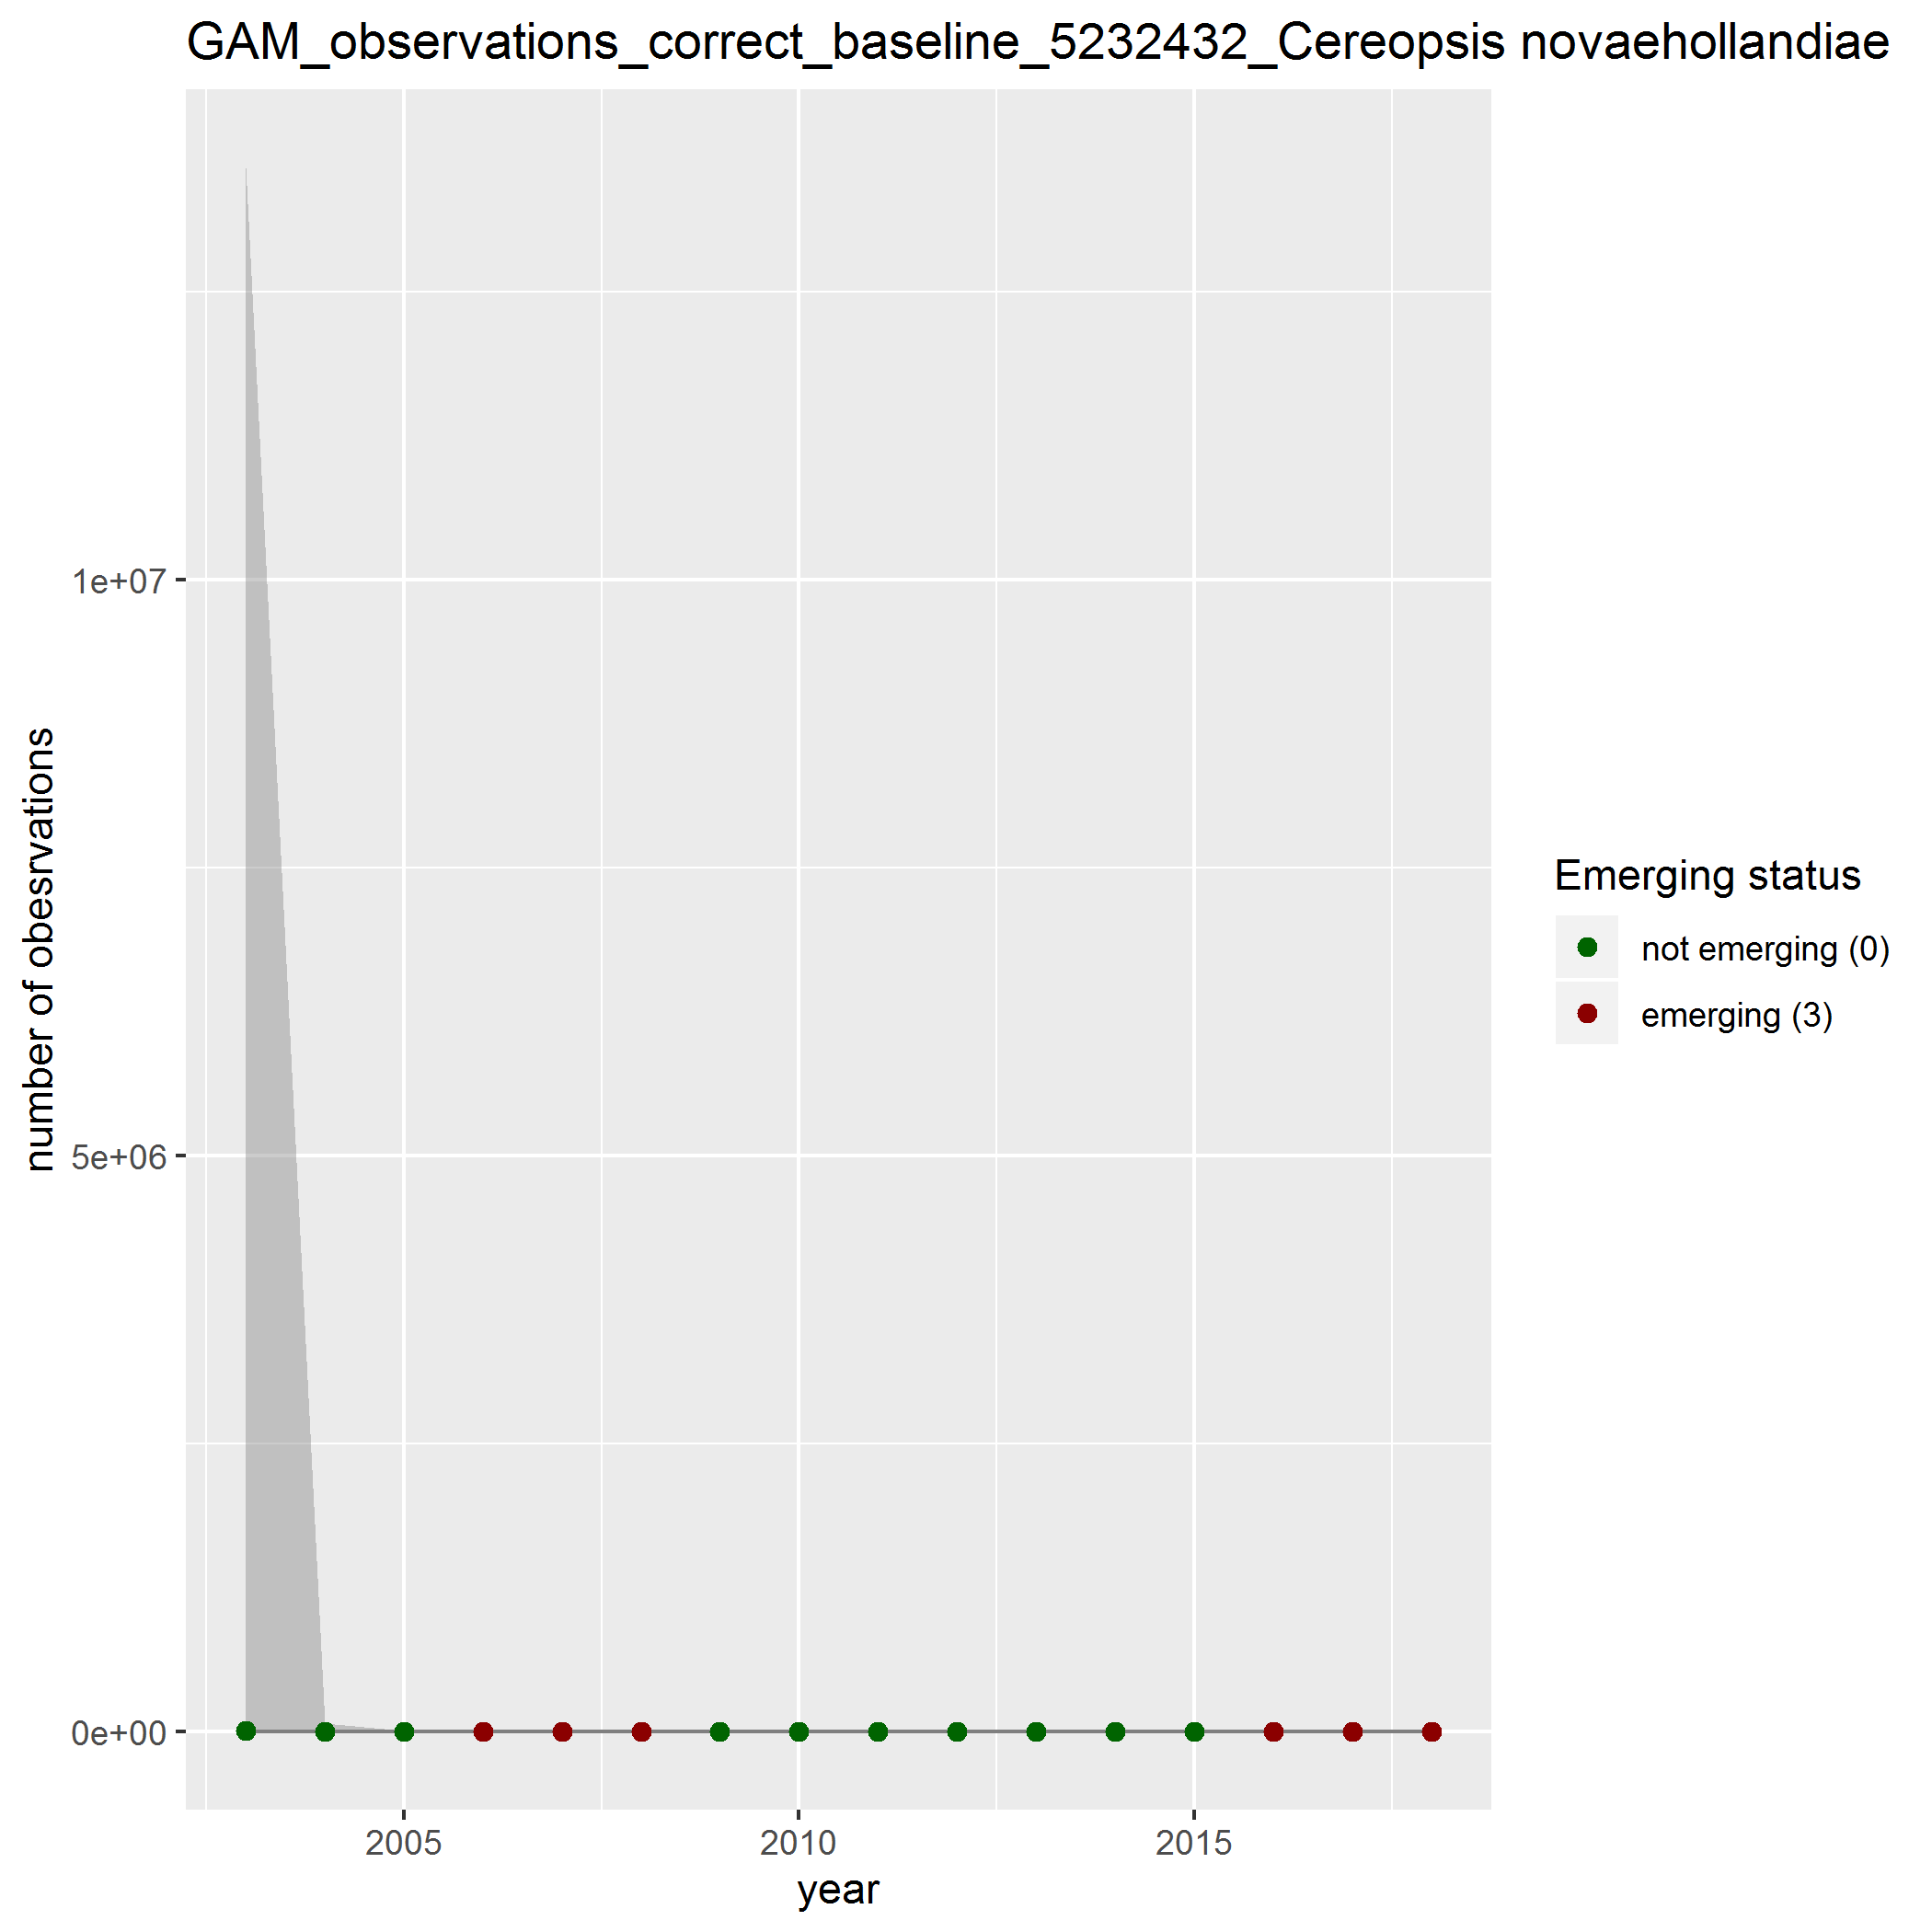 GAM_observations_correct_baseline_5232432_Cereopsis novaehollandiae
number of obesrvations
1e+07
5e+06
0e+00
2005
2010
2015
year
Emerging status
not emerging (0)
emerging (3)